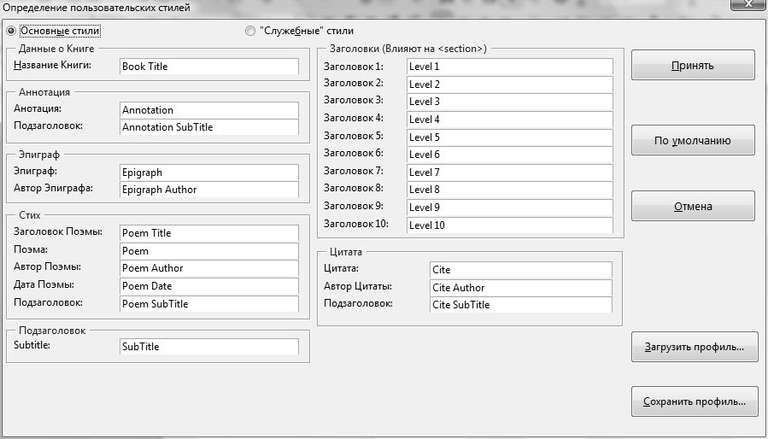 Определение пользовательских стилей
Основные стили
"Служебные" стили
Данные о Книге
Название Книги: Book Title
Аннотация
Анотация: Annotation
Подзаголовок: Annotation SubTitle
Эпиграф
Эпиграф: Epigraph
Автор Эпиграфа: Epigraph Author
Стих
Заголовок Поэмы: Poem Title
Поэма: Poem
Автор Поэмы: Poem Author
Дата Поэмы: Poem Date
Подзаголовок: Poem SubTitle
Подзаголовок
Subtitle: SubTitle
Заголовки (Влияют на <section>)
Заголовок 1: Level 1
Заголовок 2: Level 2
Заголовок 3: Level 3
Заголовок 4: Level 4
Заголовок 5: Level 5
Заголовок 6: Level 6
Заголовок 7: Level 7
Заголовок 8: Level 8
Заголовок 9: Level 9
Заголовок 10: Level 10
Цитата
Цитата: Cite
Автор Цитаты: Cite Author
Подзаголовок: Cite SubTitle
Принять
По умолчанию
Отмена
Загрузить профиль...
Сохранить профиль...